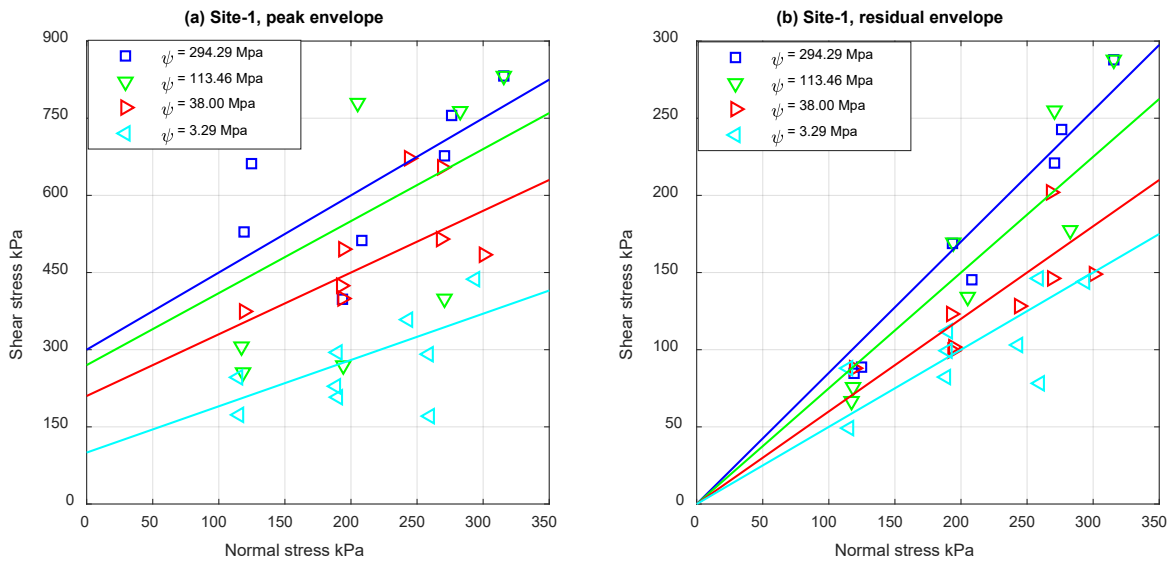 (a) Site-1, peak envelope
900
750
600
450
300
150
0
Shear stress kPa
ψ = 294.29 Mpa
ψ = 113.46 Mpa
ψ = 38.00 Mpa
ψ = 3.29 Mpa
0 50 100 150 200 250 300 350
Normal stress kPa
(b) Site-1, residual envelope
300
250
200
150
100
50
0
Shear stress kPa
ψ = 294.29 Mpa
ψ = 113.46 Mpa
ψ = 38.00 Mpa
ψ = 3.29 Mpa
0 50 100 150 200 250 300 350
Normal stress kPa